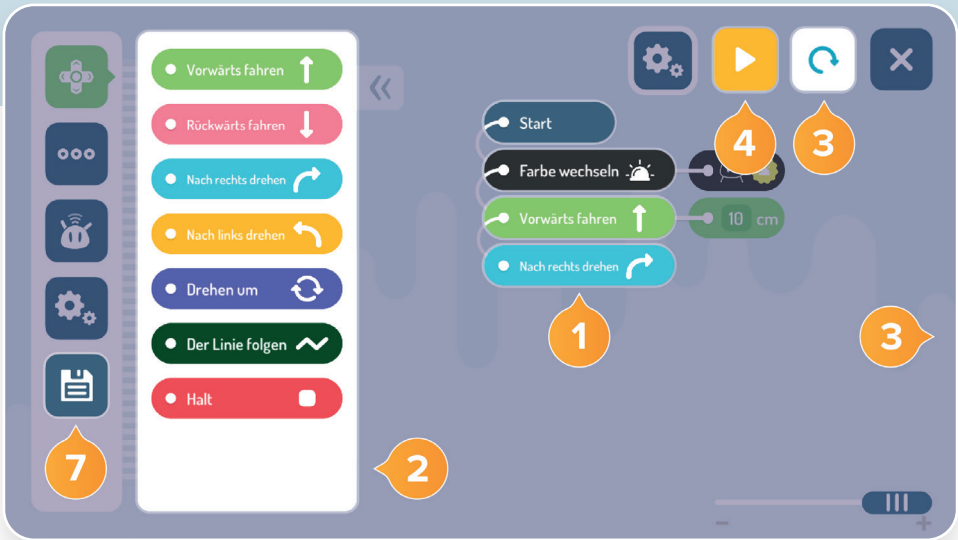 Vorwärts fahren
Rückwärts fahren
Nach rechts drehen
Nach links drehen
Drehen um
Der Linie folgen
Halt
7
2
Start
Farbe wechseln
Vorwärts fahren
10 cm
Nach rechts drehen
1
4
3
3
- +